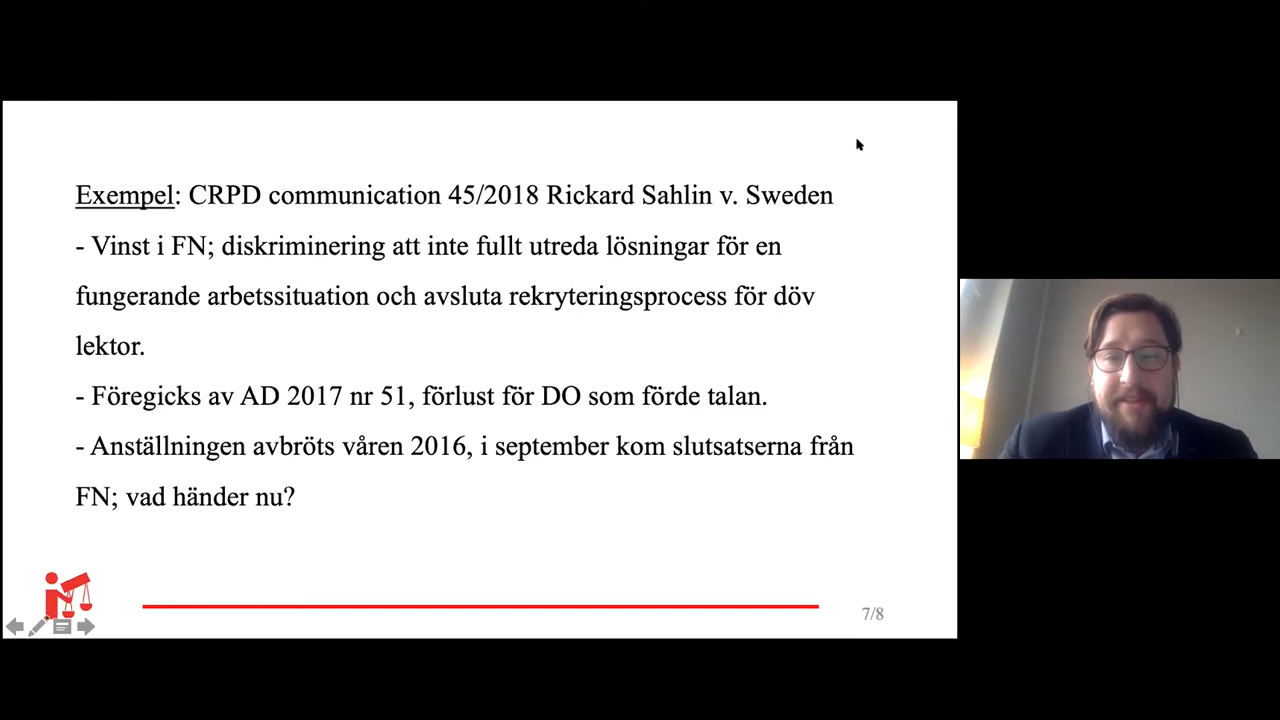 Exempel: CRPD communication 45/2018 Rickard Sahlin v. Sweden
- Vinst i FN; diskriminering att inte fullt utreda lösningar för en
fungerande arbetssituation och avsluta rekryteringsprocess för döv
lektor.
- Föregicks av AD 2017 nr 51, förlust för DO som förde talan.
- Anställningen avbröts våren 2016, i september kom slutsatserna från
FN; vad händer nu?
7/8